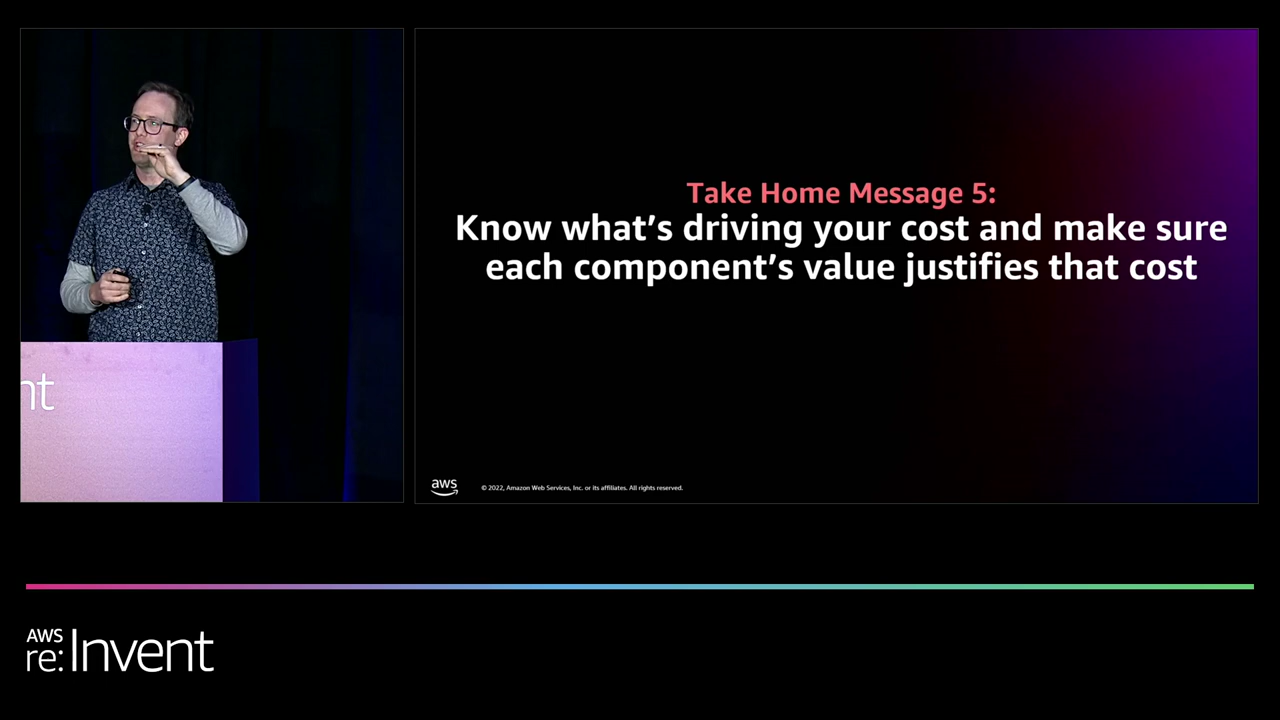 nt
Take Home Message 5:
Know what's driving your cost and make sure
each component's value justifies that cost
aws
© 2022, Amazon Web Services, Inc. or its affiliates. All rights reserved.
AWS
re:Invent